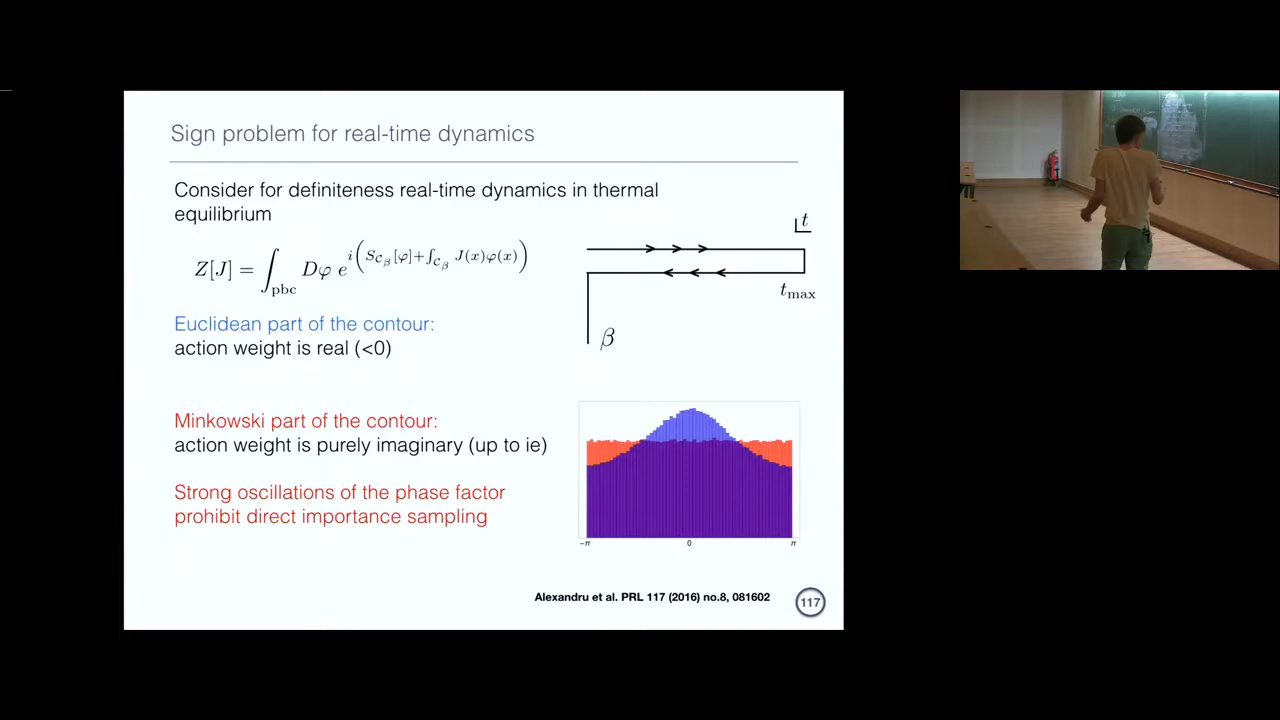 Sign problem for real-time dynamics
Consider for definiteness real-time dynamics in thermal
equilibrium
t
Z[J] = ∫_pbc Dφ e^{i(S_{C_β}[φ]+∫_{C_β} J(x)φ(x))}
t_max
Euclidean part of the contour:
action weight is real (<0)
β
Minkowski part of the contour:
action weight is purely imaginary (up to ie)
Strong oscillations of the phase factor
prohibit direct importance sampling
−π 0 π
Alexandru et al. PRL 117 (2016) no.8, 081602
117